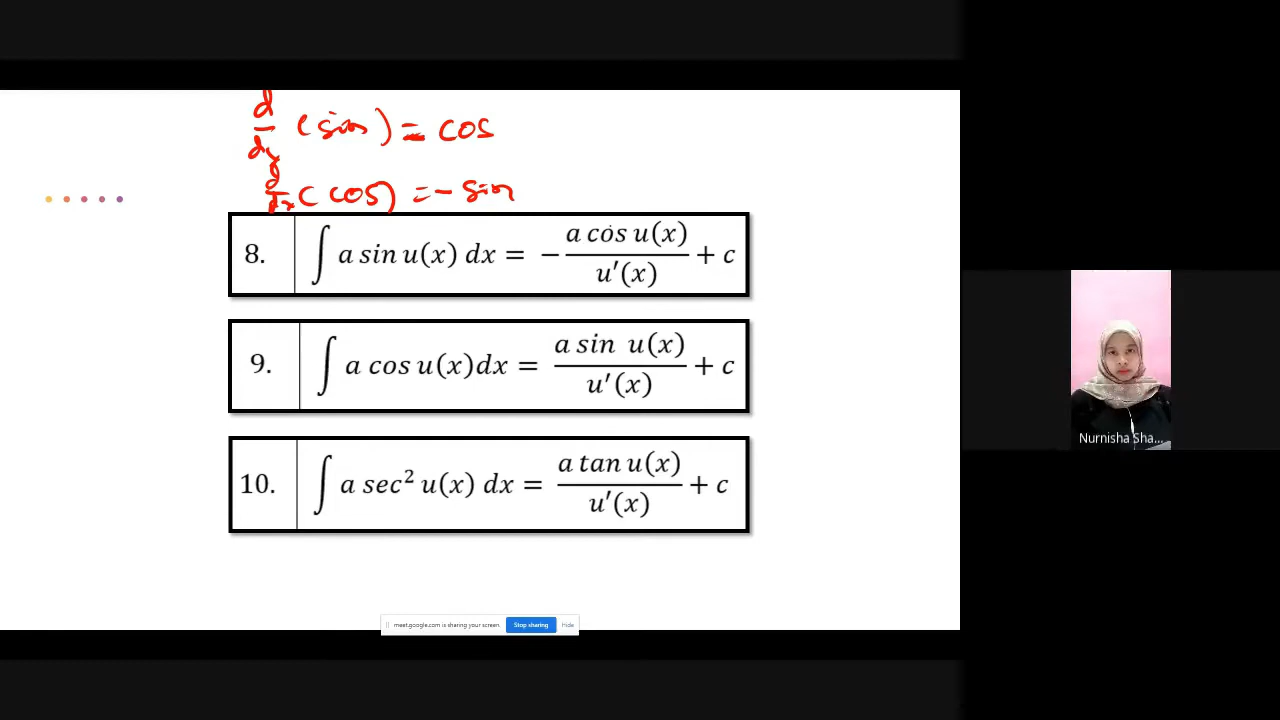 d/dx (sin) = cos
d/dx (cos) = - sin
8. ∫ a sin u(x) dx = − a cos u(x) / u′(x) + c
9. ∫ a cos u(x)dx = a sin u(x) / u′(x) + c
10. ∫ a sec² u(x) dx = a tan u(x) / u′(x) + c
Nurnisha Sha...
meet.google.com is sharing your screen. Stop sharing Hide